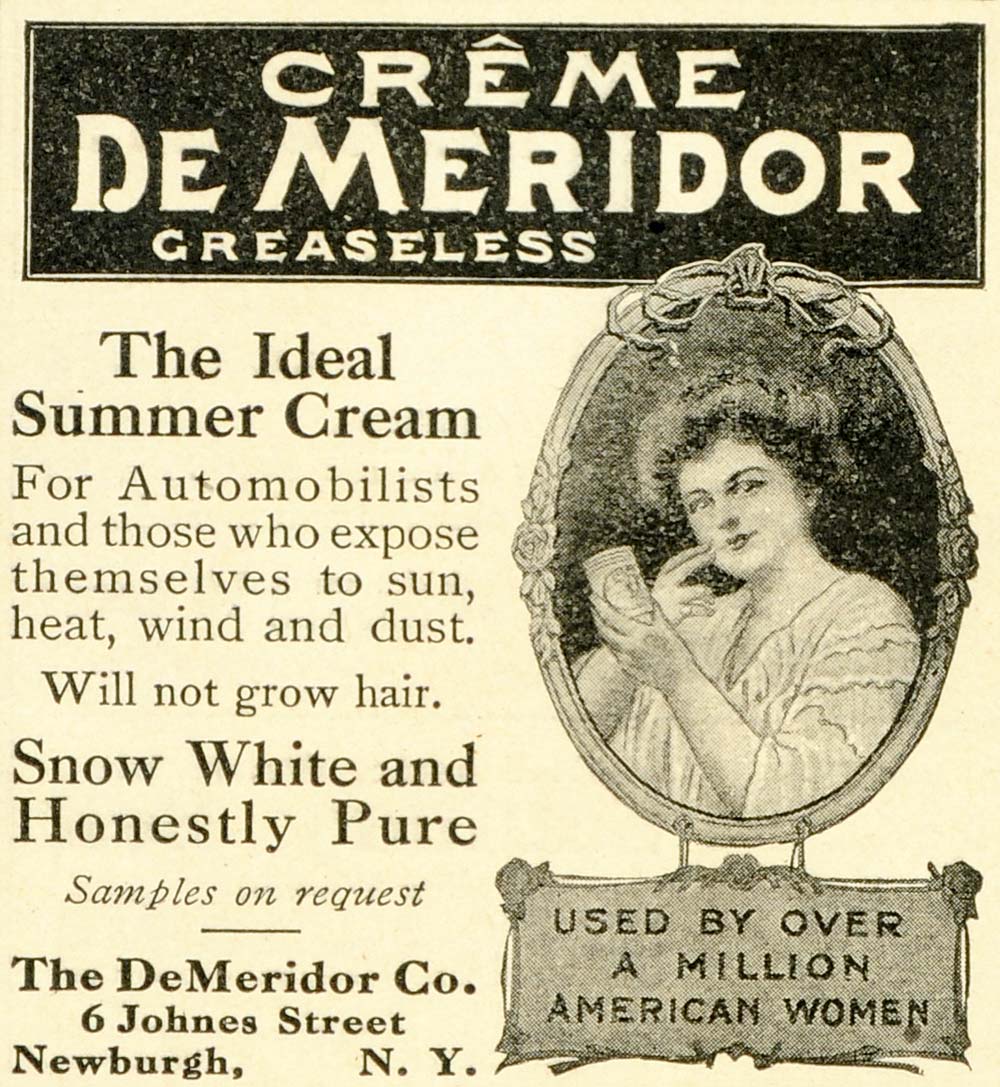 CRÊME
DE MERIDOR
GREASELESS
The Ideal
Summer Cream
For Automobilists
and those who expose
themselves to sun,
heat, wind and dust.
Will not grow hair.
Snow White and
Honestly Pure
Samples on request
The DeMeridor Co.
6 Johnes Street
Newburgh, N. Y.
USED BY OVER
A MILLION
AMERICAN WOMEN